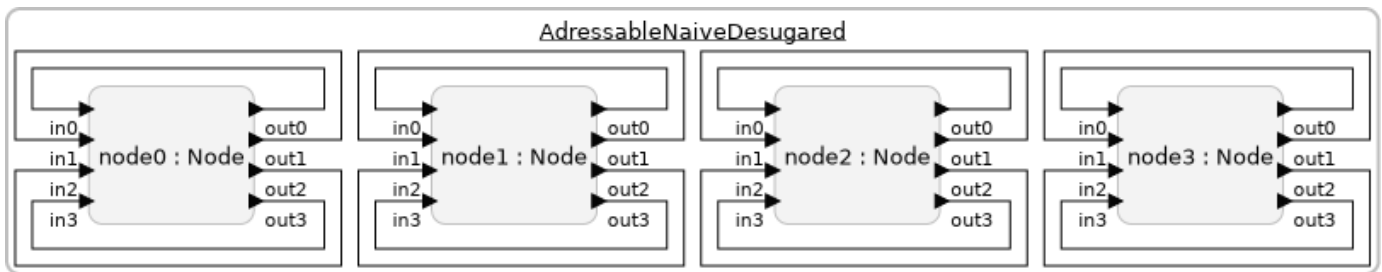 AdressableNaiveDesugared
in0 out0 in0 out0 in0 out0 in0 out0
node0 : Node node1 : Node node2 : Node node3 : Node
in1 out1 in1 out1 in1 out1 in1 out1
in2 out2 in2 out2 in2 out2 in2 out2
in3 out3 in3 out3 in3 out3 in3 out3